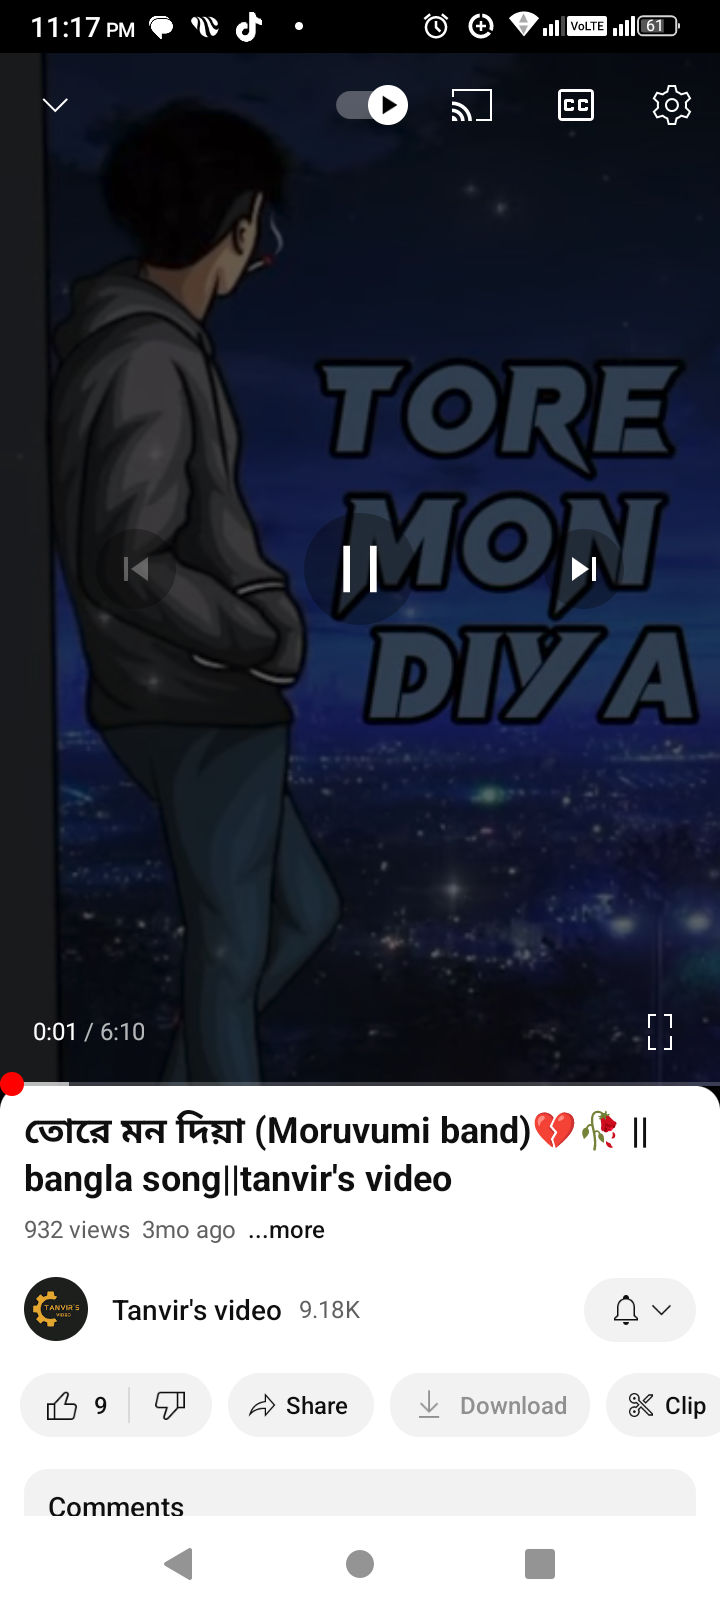 11:17 PM
VoLTE
61
CC
TORE
MON
DIYA
0:01 / 6:10
তোরে মন দিয়া (Moruvumi band)💔🥀 ||
bangla song||tanvir's video
932 views 3mo ago ...more
TANVIR'S
VIDEO
Tanvir's video 9.18K
9 Share Download Clip
Comments